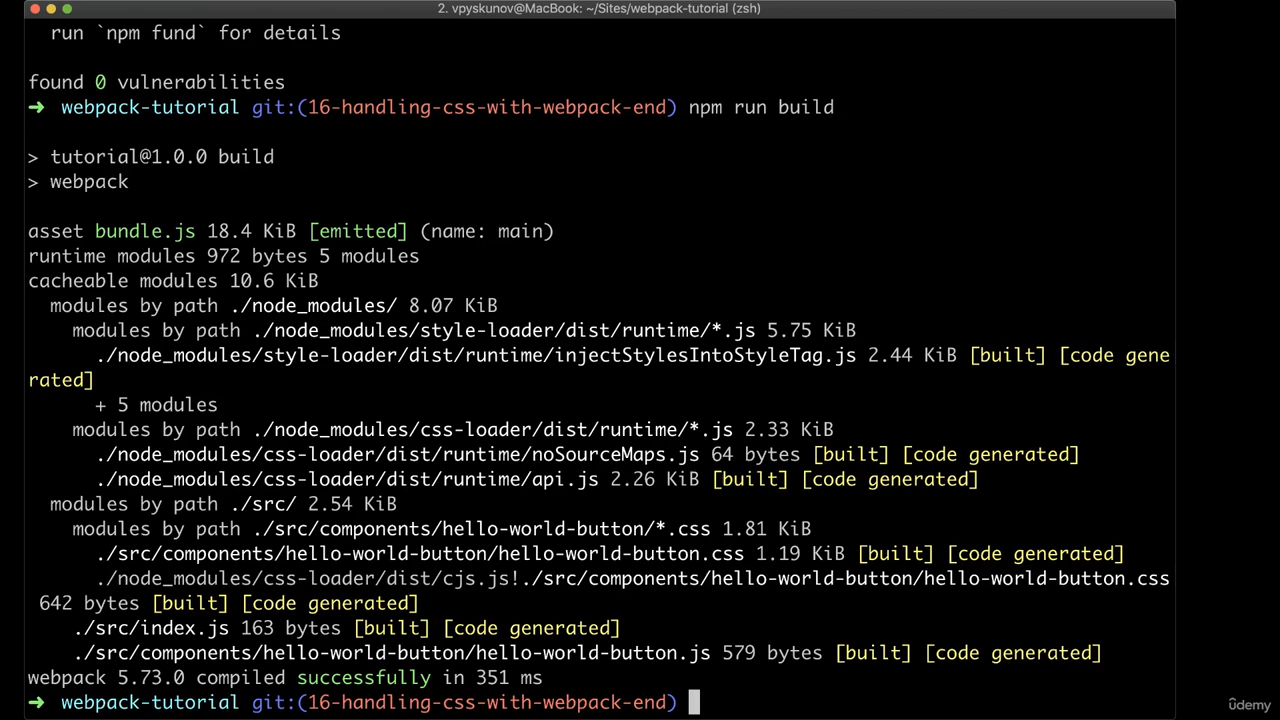 2. vpyskunov@MacBook: ~/Sites/webpack-tutorial (zsh)
run `npm fund` for details
found 0 vulnerabilities
➜ webpack-tutorial git:(16-handling-css-with-webpack-end) npm run build
> tutorial@1.0.0 build
> webpack
asset bundle.js 18.4 KiB [emitted] (name: main)
runtime modules 972 bytes 5 modules
cacheable modules 10.6 KiB
modules by path ./node_modules/ 8.07 KiB
modules by path ./node_modules/style-loader/dist/runtime/*.js 5.75 KiB
./node_modules/style-loader/dist/runtime/injectStylesIntoStyleTag.js 2.44 KiB [built] [code gene
rated]
+ 5 modules
modules by path ./node_modules/css-loader/dist/runtime/*.js 2.33 KiB
./node_modules/css-loader/dist/runtime/noSourceMaps.js 64 bytes [built] [code generated]
./node_modules/css-loader/dist/runtime/api.js 2.26 KiB [built] [code generated]
modules by path ./src/ 2.54 KiB
modules by path ./src/components/hello-world-button/*.css 1.81 KiB
./src/components/hello-world-button/hello-world-button.css 1.19 KiB [built] [code generated]
./node_modules/css-loader/dist/cjs.js!./src/components/hello-world-button/hello-world-button.css
642 bytes [built] [code generated]
./src/index.js 163 bytes [built] [code generated]
./src/components/hello-world-button/hello-world-button.js 579 bytes [built] [code generated]
webpack 5.73.0 compiled successfully in 351 ms
➜ webpack-tutorial git:(16-handling-css-with-webpack-end)
ûdemy